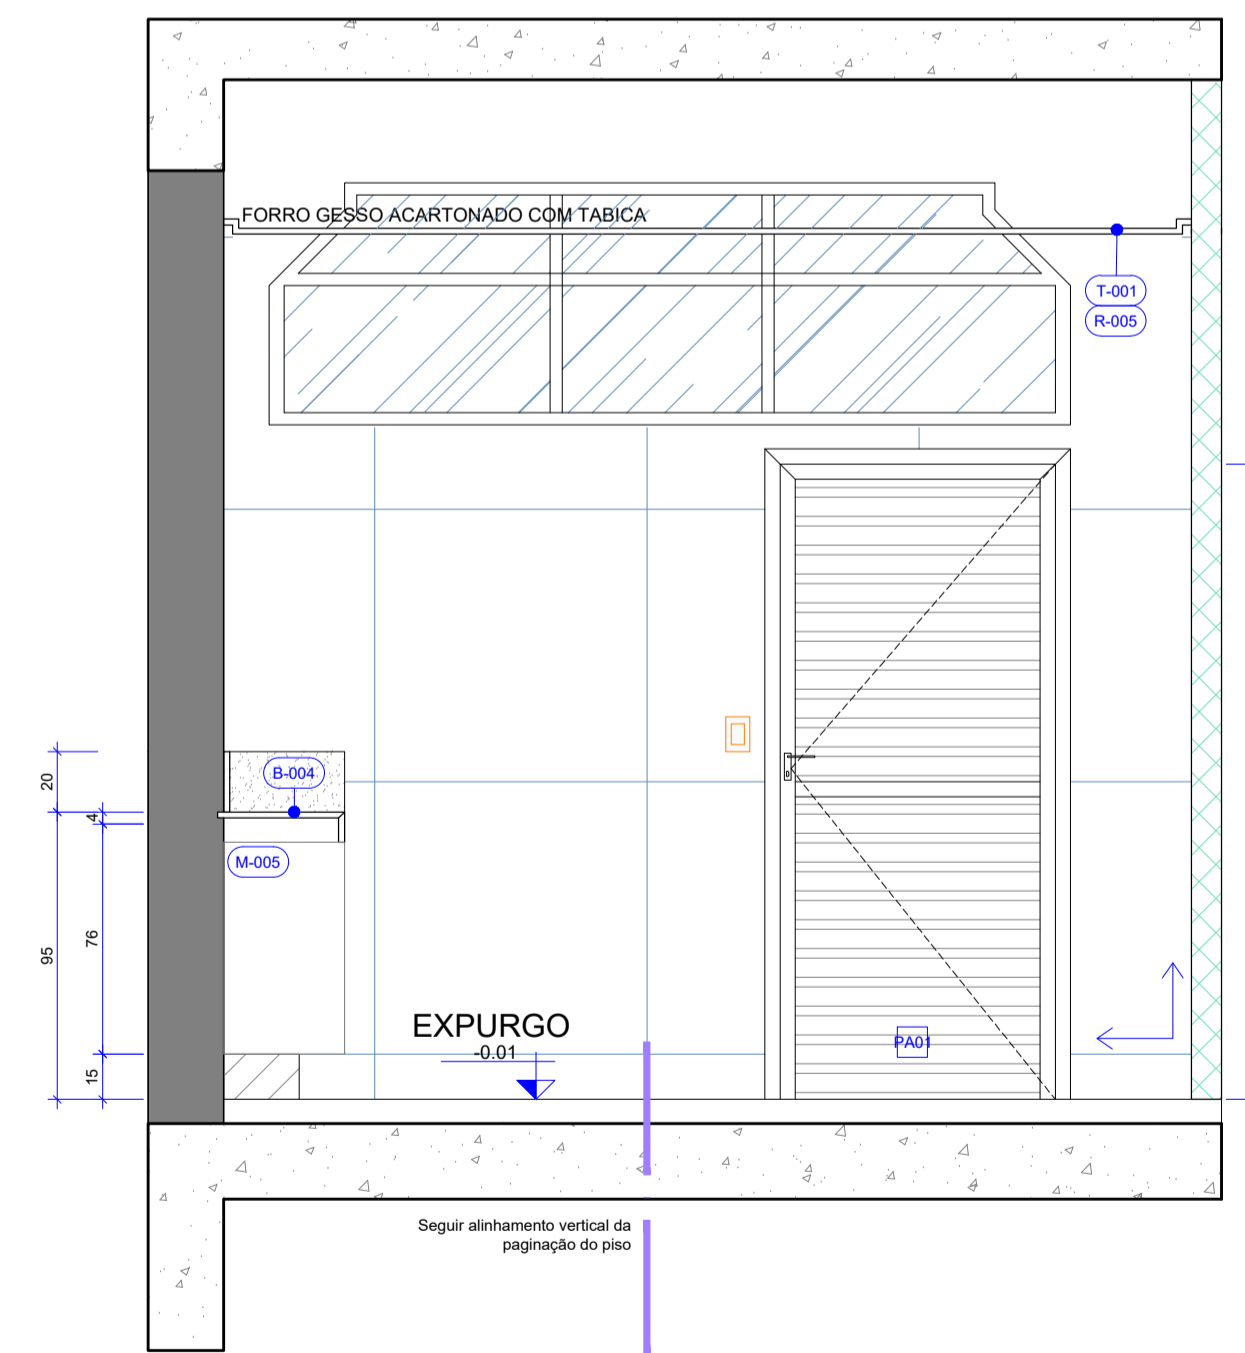 FORRO GESSO ACARTONADO COM TABICA
T-001
R-005
20
B-004
4
M-005
76
95
EXPURGO
-0.01
PA01
15
Seguir alinhamento vertical da
paginação do piso